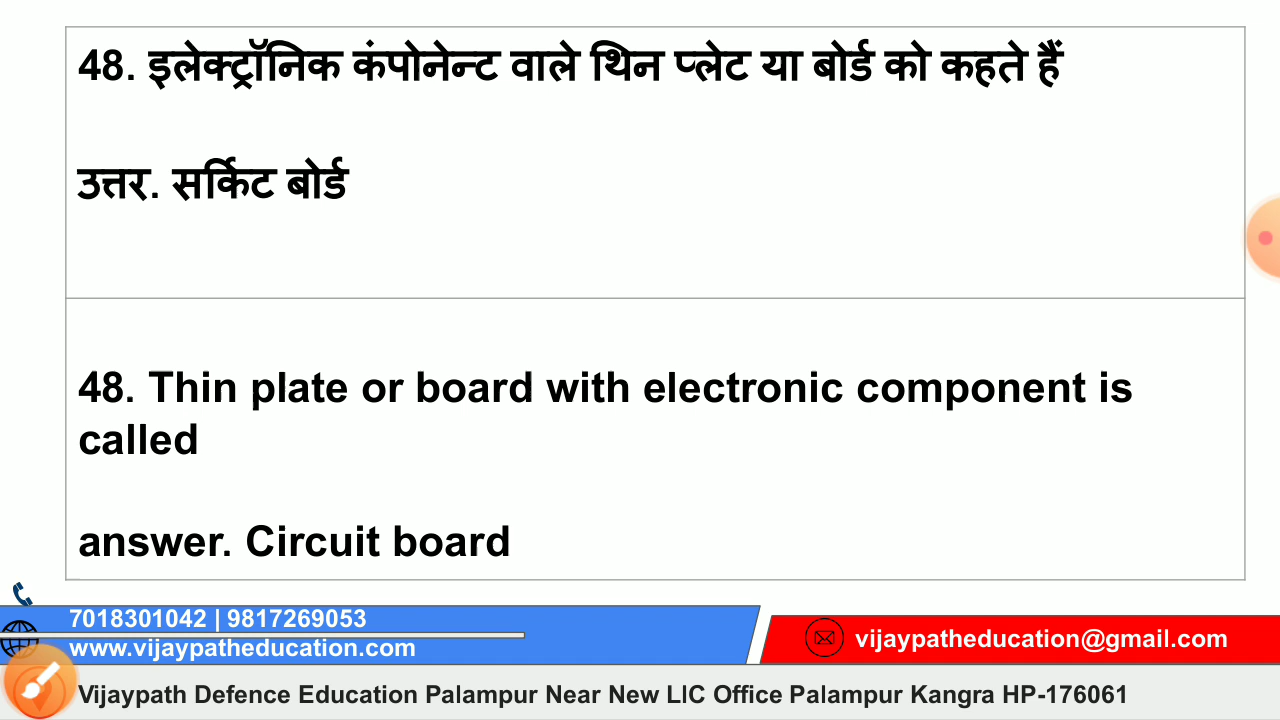 48. इलेक्ट्रॉनिक कंपोनेन्ट वाले थिन प्लेट या बोर्ड को कहते हैं
उत्तर. सर्किट बोर्ड
48. Thin plate or board with electronic component is
called
answer. Circuit board
7018301042 | 9817269053
www.vijaypatheducation.com
vijaypatheducation@gmail.com
Vijaypath Defence Education Palampur Near New LIC Office Palampur Kangra HP-176061